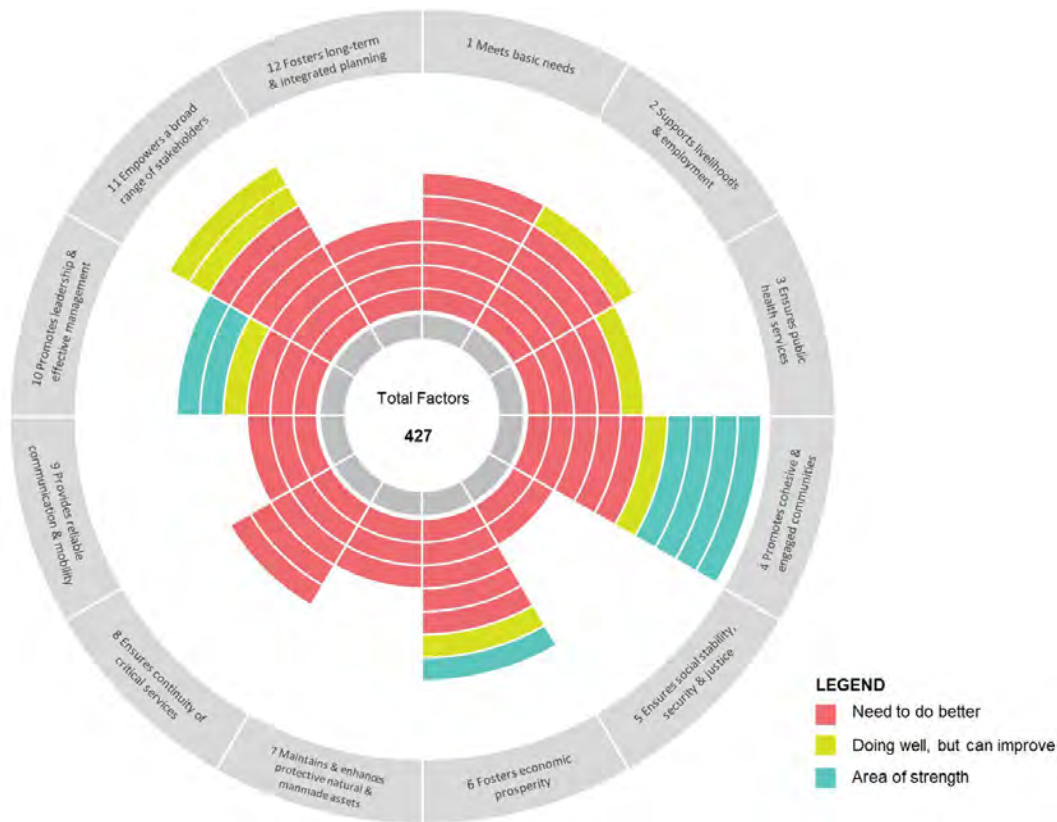 1 Meets basic needs
2 Supports livelihoods
& employment
3 Ensures public
health services
4 Promotes cohesive &
engaged communities
5 Ensures social stability,
security & justice
6 Fosters economic
prosperity
7 Maintains & enhances
protective natural &
manmade assets
8 Ensures continuity of
critical services
9 Provides reliable
communication & mobility
10 Promotes leadership &
effective management
11 Empowers a broad
range of stakeholders
12 Fosters long-term
& integrated planning
Total Factors
427
LEGEND
Need to do better
Doing well, but can improve
Area of strength